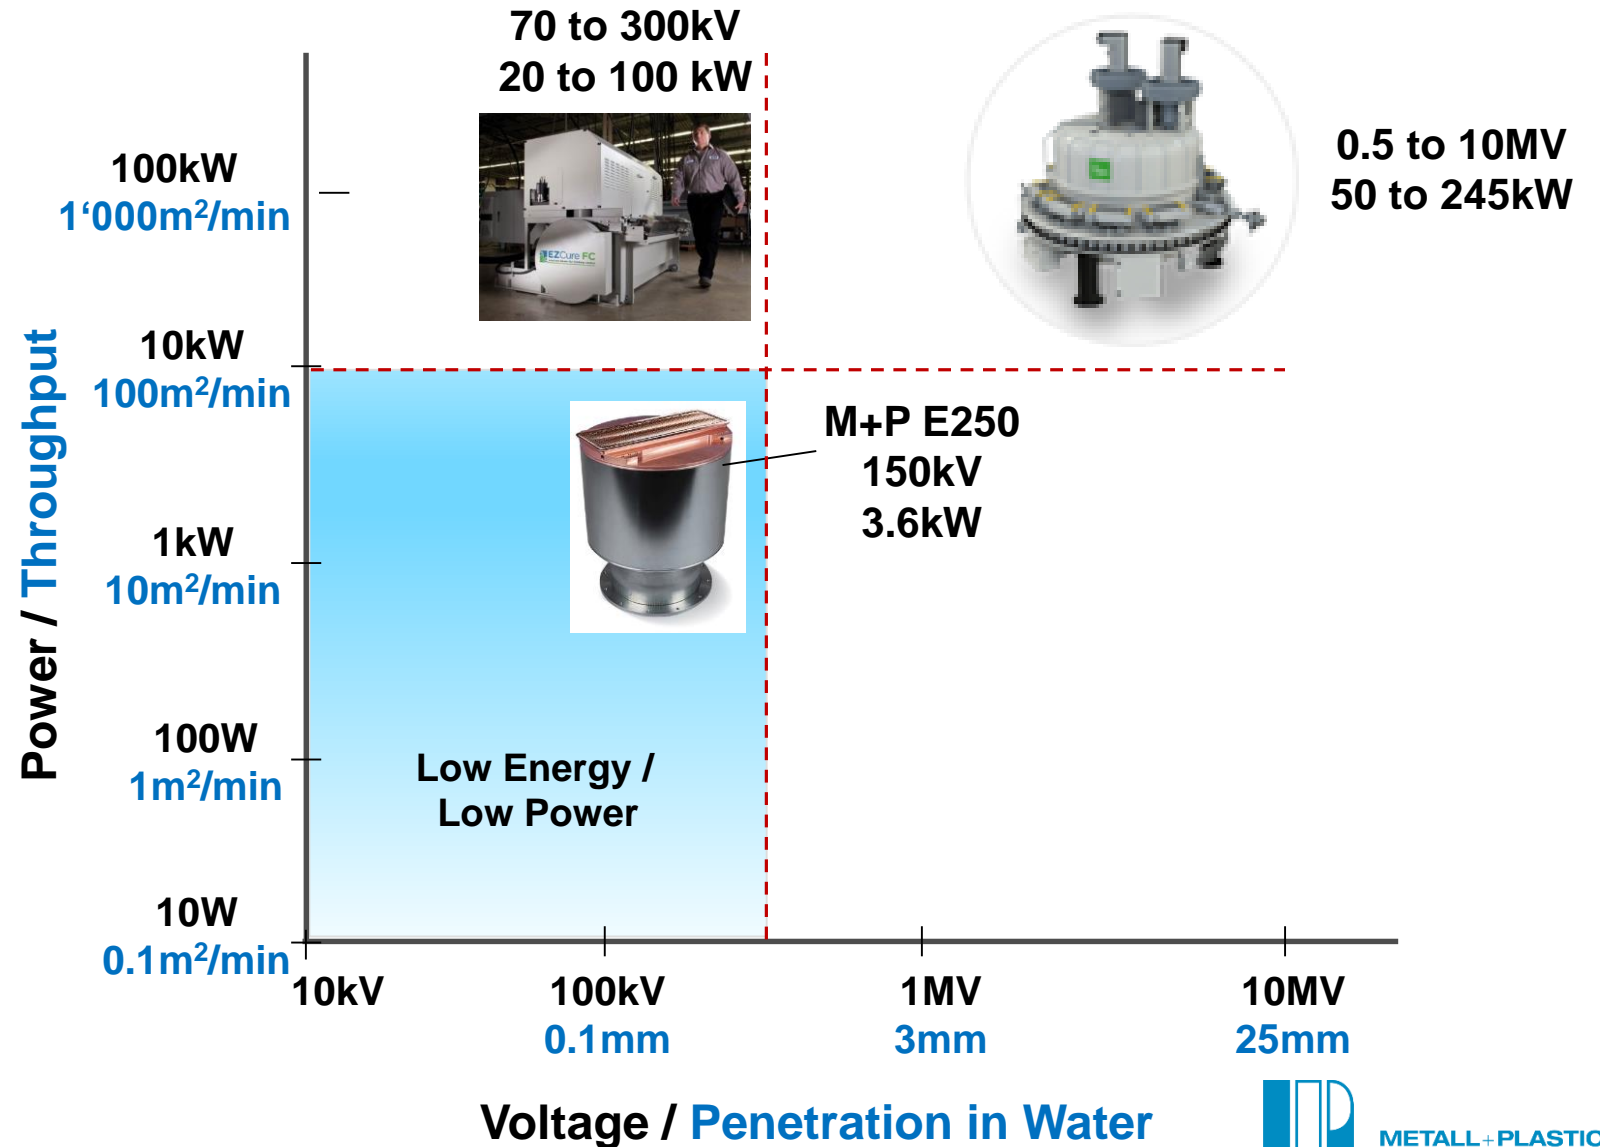 70 to 300kV
20 to 100 kW
0.5 to 10MV
50 to 245kW
100kW
1‘000m²/min
EZCure FC
10kW
100m²/min
M+P E250
150kV
3.6kW
1kW
10m²/min
100W
1m²/min
Low Energy /
Low Power
10W
0.1m²/min
Power / Throughput
10kV
100kV
1MV
10MV
0.1mm
3mm
25mm
Voltage / Penetration in Water
METALL+PLASTIC